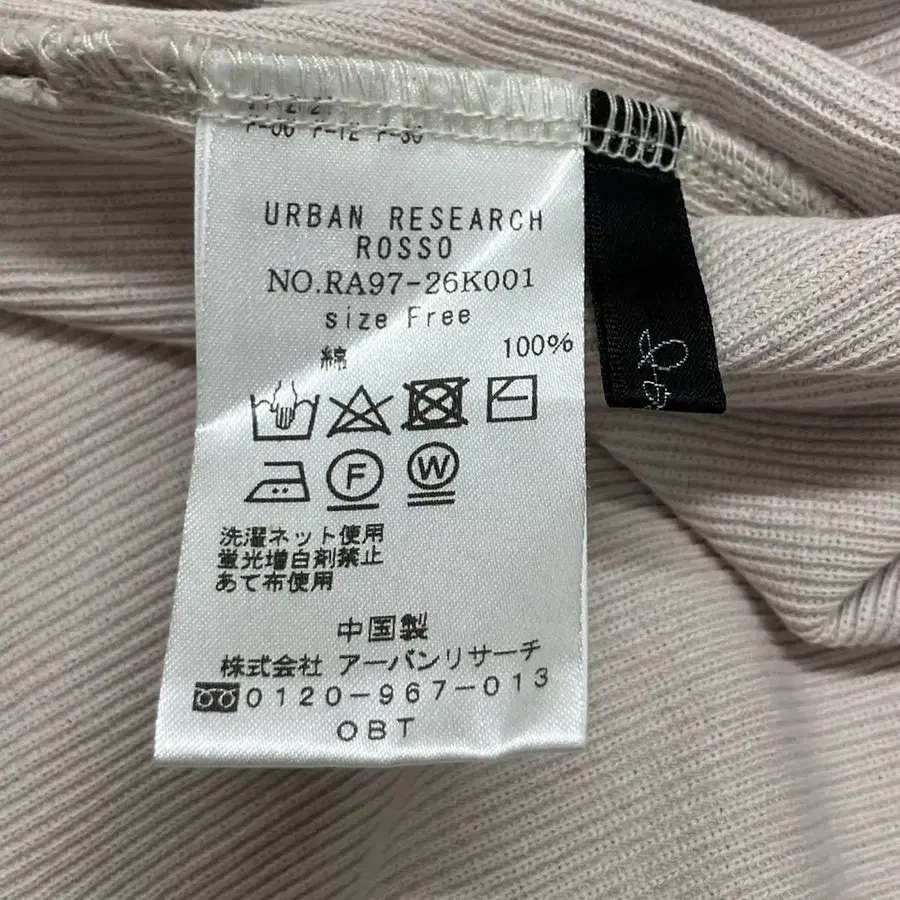 URBAN RESEARCH
ROSSO
NO.RA97-26K001
size Free
綿 100%
F W
洗濯ネット使用
蛍光増白剤禁止
あて布使用
中国製
株式会社 アーバンリサーチ
0120-967-013
OBT